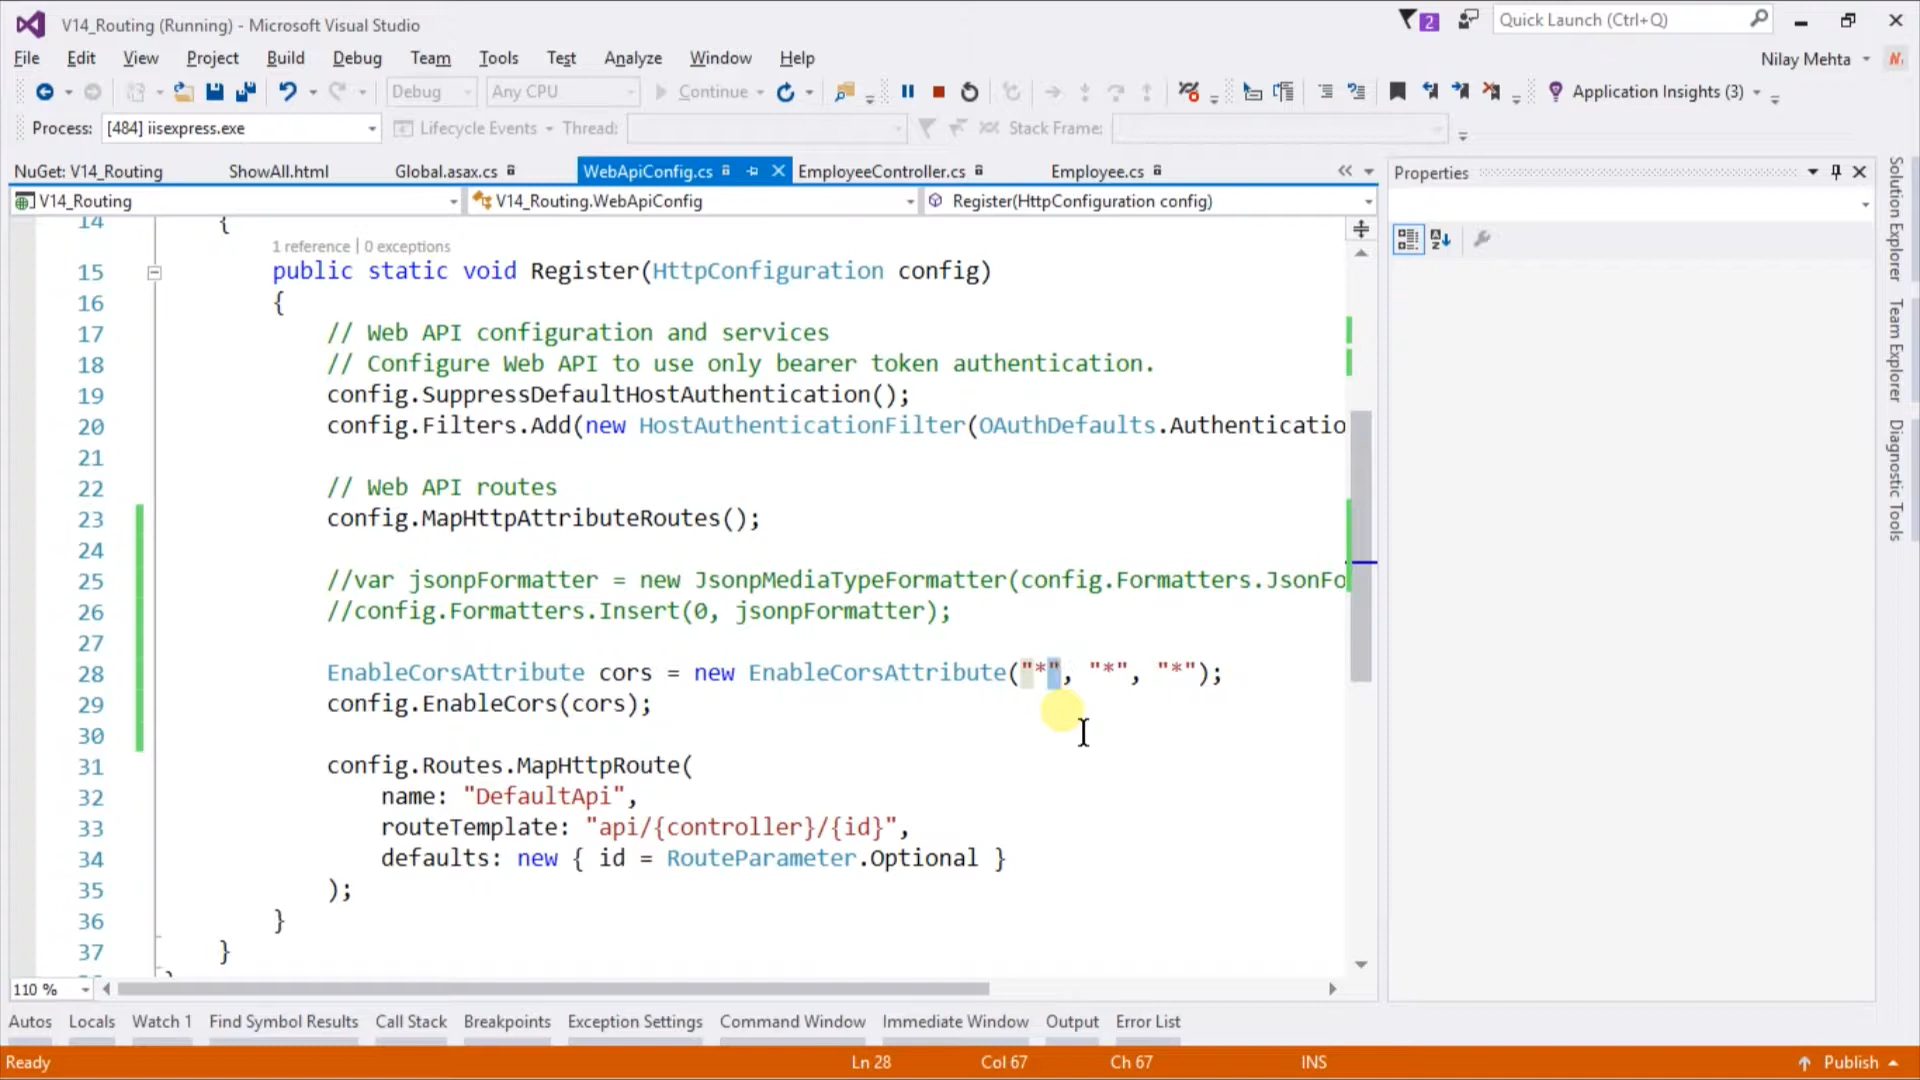 V14_Routing (Running) - Microsoft Visual Studio
2
Quick Launch (Ctrl+Q)
File Edit View Project Build Debug Team Tools Test Analyze Window Help
Nilay Mehta
Debug Any CPU Continue Application Insights (3)
Process: [484] iisexpress.exe Lifecycle Events Thread: Stack Frame:
NuGet: V14_Routing ShowAll.html Global.asax.cs WebApiConfig.cs EmployeeController.cs Employee.cs
Properties
V14_Routing V14_Routing.WebApiConfig Register(HttpConfiguration config)
14 {
1 reference | 0 exceptions
15 public static void Register(HttpConfiguration config)
16 {
17 // Web API configuration and services
18 // Configure Web API to use only bearer token authentication.
19 config.SuppressDefaultHostAuthentication();
20 config.Filters.Add(new HostAuthenticationFilter(OAuthDefaults.Authenticatio
21
22 // Web API routes
23 config.MapHttpAttributeRoutes();
24
25 //var jsonpFormatter = new JsonpMediaTypeFormatter(config.Formatters.JsonFo
26 //config.Formatters.Insert(0, jsonpFormatter);
27
28 EnableCorsAttribute cors = new EnableCorsAttribute("*", "*", "*");
29 config.EnableCors(cors);
30
31 config.Routes.MapHttpRoute(
32 name: "DefaultApi",
33 routeTemplate: "api/{controller}/{id}",
34 defaults: new { id = RouteParameter.Optional }
35 );
36 }
37 }
Solution Explorer
Team Explorer
Diagnostic Tools
110 %
Autos Locals Watch 1 Find Symbol Results Call Stack Breakpoints Exception Settings Command Window Immediate Window Output Error List
Ready Ln 28 Col 67 Ch 67 INS Publish